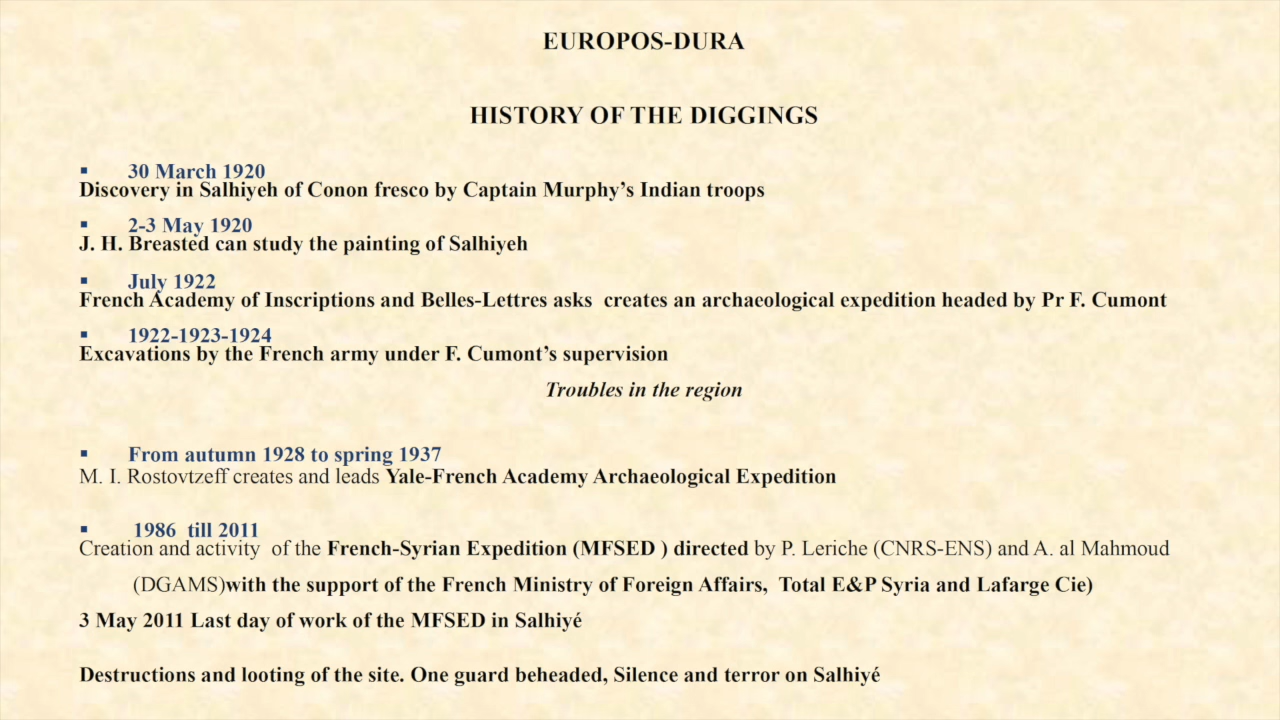 EUROPOS-DURA
HISTORY OF THE DIGGINGS
▪ 30 March 1920
Discovery in Salhiyeh of Conon fresco by Captain Murphy’s Indian troops
▪ 2-3 May 1920
J. H. Breasted can study the painting of Salhiyeh
▪ July 1922
French Academy of Inscriptions and Belles-Lettres asks  creates an archaeological expedition headed by Pr F. Cumont
▪ 1922-1923-1924
Excavations by the French army under F. Cumont’s supervision
Troubles in the region
▪ From autumn 1928 to spring 1937
M. I. Rostovtzeff creates and leads Yale-French Academy Archaeological Expedition
▪ 1986  till 2011
Creation and activity  of the French-Syrian Expedition (MFSED ) directed by P. Leriche (CNRS-ENS) and A. al Mahmoud
(DGAMS)with the support of the French Ministry of Foreign Affairs,  Total E&P Syria and Lafarge Cie)
3 May 2011 Last day of work of the MFSED in Salhiyé
Destructions and looting of the site. One guard beheaded, Silence and terror on Salhiyé